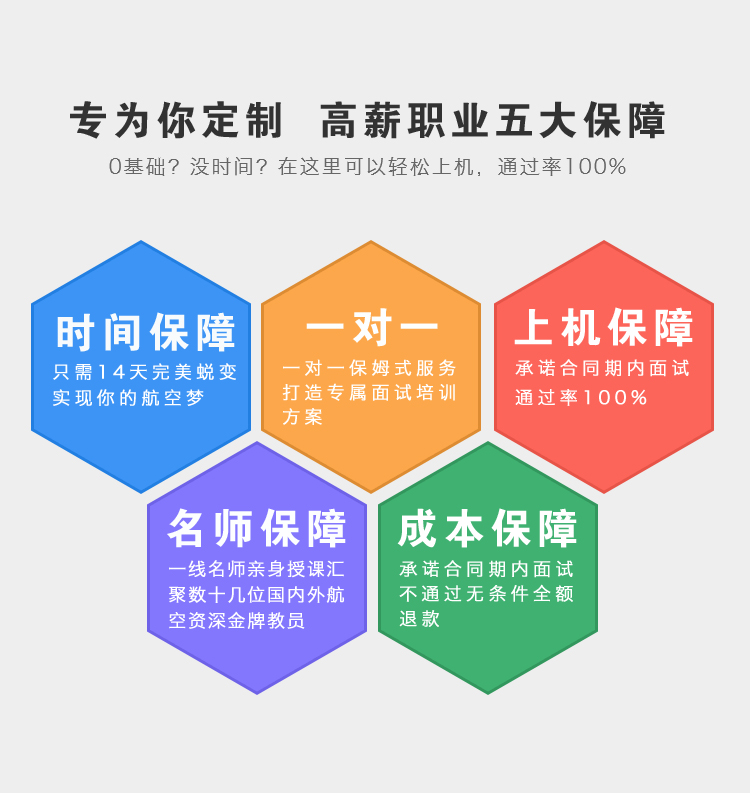 专为你定制 高薪职业五大保障
0基础?没时间?在这里可以轻松上机,通过率100%
时间保障
只需14天完美蜕变
实现你的航空梦
一对一
一对一保姆式服务
打造专属面试培训
方案
上机保障
承诺合同期内面试
通过率100%
名师保障
一线名师亲身授课汇
聚数十几位国内外航
空资深金牌教员
成本保障
承诺合同期内面试
不通过无条件全额
退款